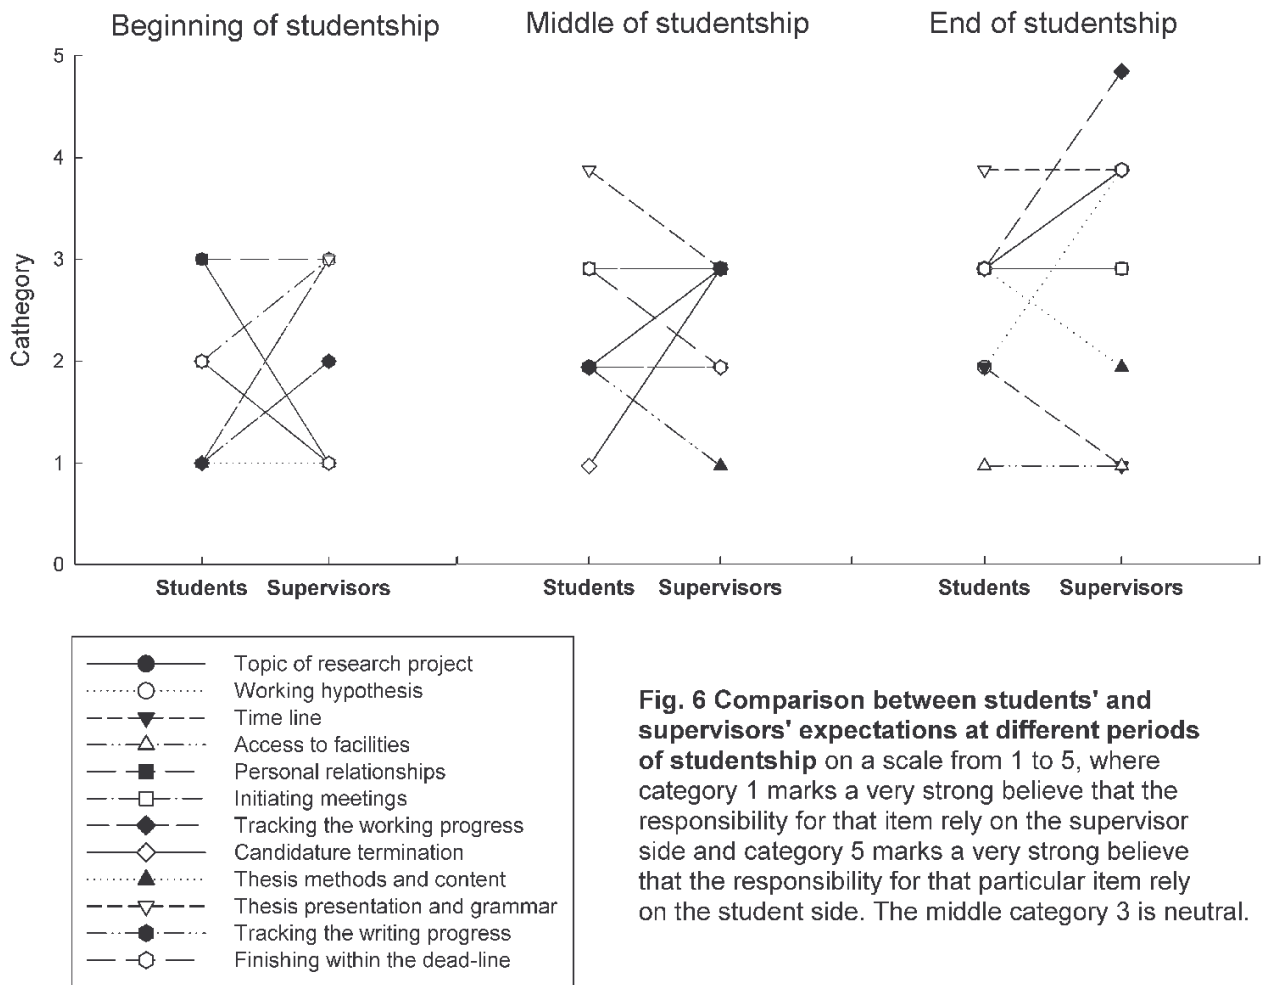 Beginning of studentship
Middle of studentship
End of studentship
5
4
3
2
1
0
Cathegory
Students Supervisors
Students Supervisors
Students Supervisors
Topic of research project
Working hypothesis
Time line
Access to facilities
Personal relationships
Initiating meetings
Tracking the working progress
Candidature termination
Thesis methods and content
Thesis presentation and grammar
Tracking the writing progress
Finishing within the dead-line
Fig. 6 Comparison between students' and
supervisors' expectations at different periods
of studentship on a scale from 1 to 5, where
category 1 marks a very strong believe that the
responsibility for that item rely on the supervisor
side and category 5 marks a very strong believe
that the responsibility for that particular item rely
on the student side. The middle category 3 is neutral.